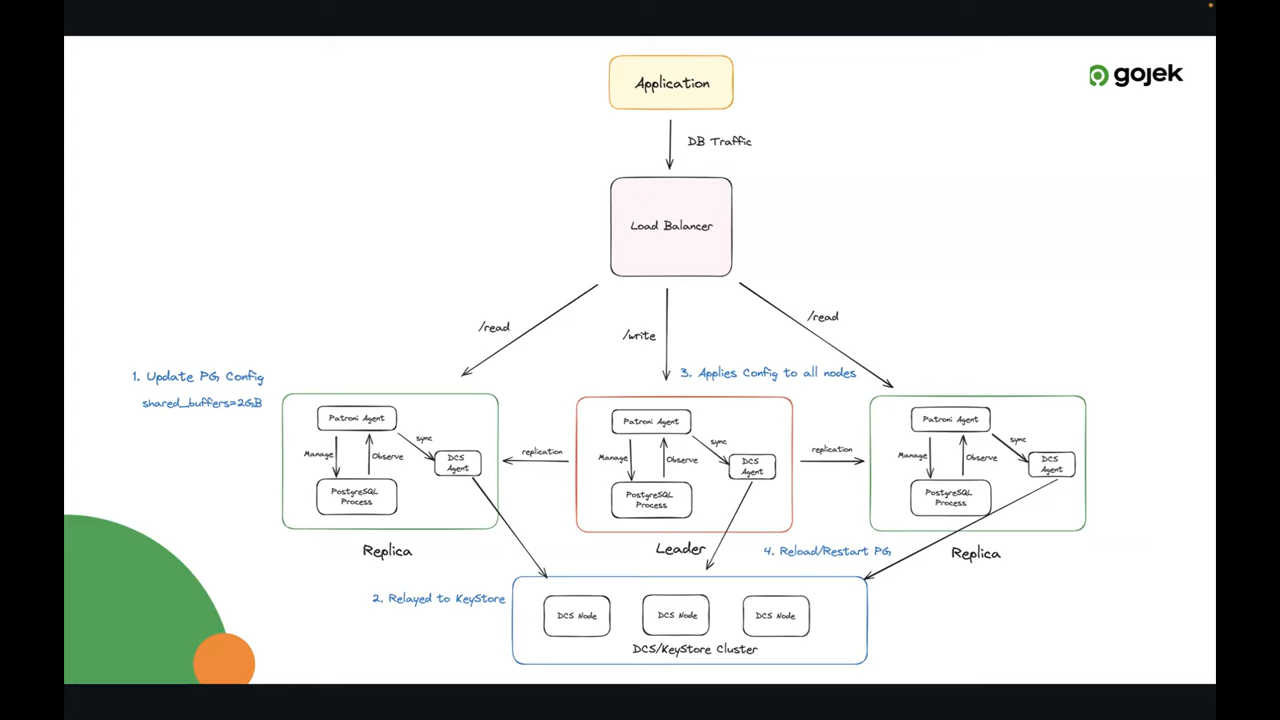 gojek
Application
DB Traffic
Load Balancer
/read
/write
/read
1. Update PG Config
shared_buffers=2GB
3. Applies Config to all nodes
Patroni Agent
Manage
Observe
sync
DCS
Agent
PostgreSQL
Process
Replica
replication
Patroni Agent
Manage
Observe
sync
DCS
Agent
PostgreSQL
Process
Leader
replication
Patroni Agent
Manage
Observe
sync
DCS
Agent
PostgreSQL
Process
Replica
4. Reload/Restart PG
2. Relayed to KeyStore
DCS Node
DCS Node
DCS Node
DCS/KeyStore Cluster